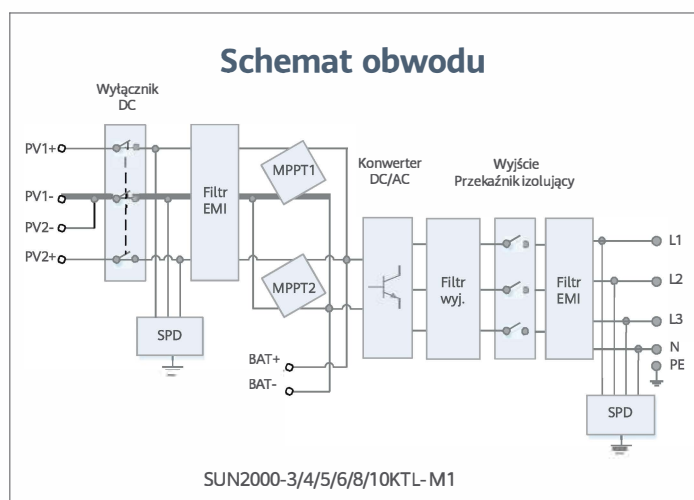 Schemat obwodu
Wyłącznik
DC
PV1+
PV1-
PV2-
PV2+
Filtr
EMI
SPD
MPPT1
MPPT2
BAT+
BAT-
Konwerter
DC/AC
Filtr
wyj.
Wyjście
Przekaźnik izolujący
Filtr
EMI
L1
L2
L3
N
PE
SPD
SUN2000-3/4/5/6/8/10KTL-M1